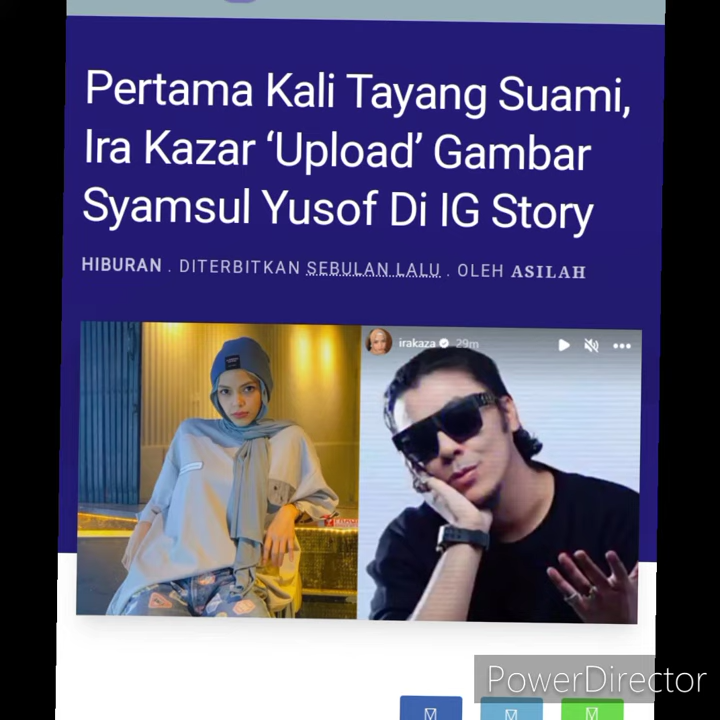 Pertama Kali Tayang Suami,
Ira Kazar ‘Upload’ Gambar
Syamsul Yusof Di IG Story
HIBURAN . DITERBITKAN SEBULAN LALU . OLEH ASILAH
irakaza 29m
PowerDirector